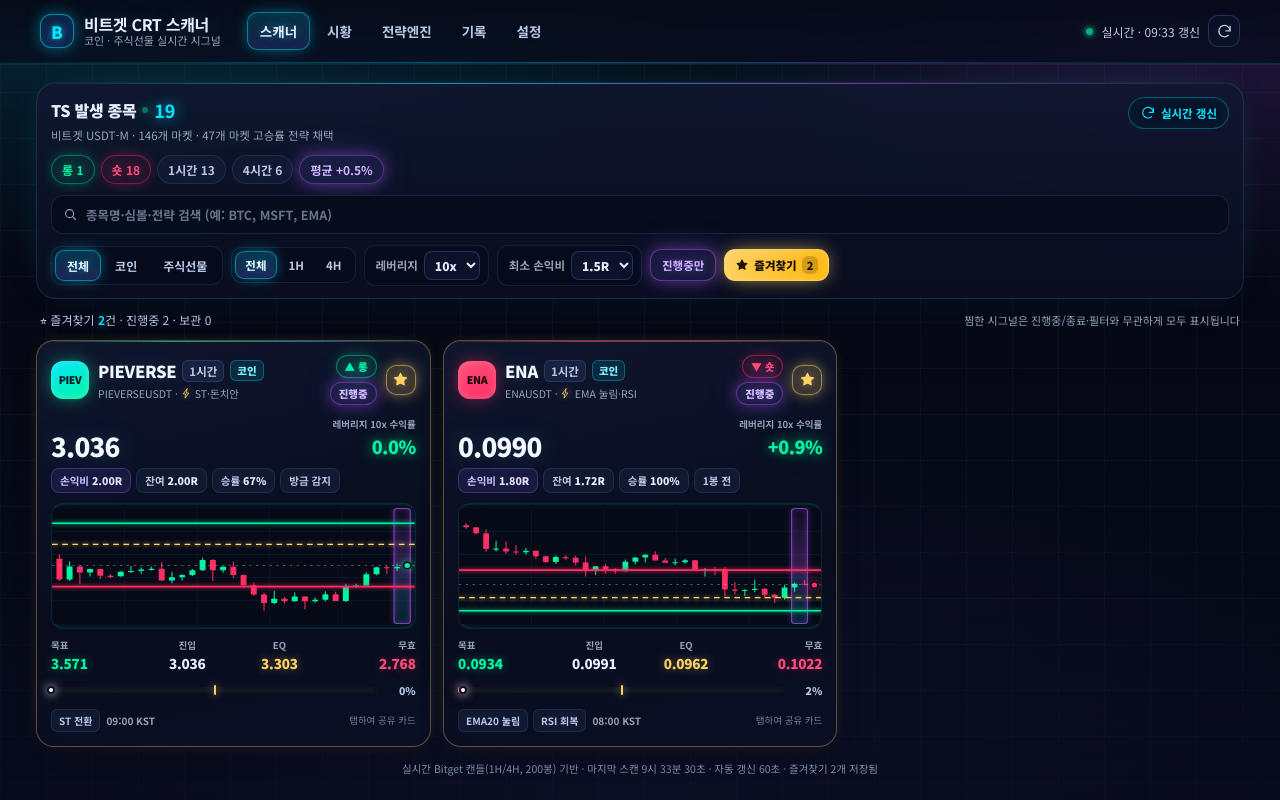 B
비트겟 CRT 스캐너
코인 · 주식선물 실시간 시그널
스캐너 시황 전략엔진 기록 설정
실시간 · 09:33 갱신
TS 발생 종목 19
실시간 갱신
비트겟 USDT-M · 146개 마켓 · 47개 마켓 고승률 전략 채택
롱 1 숏 18 1시간 13 4시간 6 평균 +0.5%
종목명·심볼·전략 검색 (예: BTC, MSFT, EMA)
전체 코인 주식선물 전체 1H 4H 레버리지 10x 최소 손익비 1.5R 진행중만 ★ 즐겨찾기 2
⭐ 즐겨찾기 2건 · 진행중 2 · 보관 0
찜한 시그널은 진행중/종료·필터와 무관하게 모두 표시됩니다
PIEV
PIEVERSE 1시간 코인
▲ 롱
진행중
PIEVERSEUSDT · ⚡ ST·돈치안
레버리지 10x 수익률
3.036 0.0%
손익비 2.00R 잔여 2.00R 승률 67% 방금 감지
목표 진입 EQ 무효
3.571 3.036 3.303 2.768
0%
ST 전환 09:00 KST 탭하여 공유 카드
ENA
ENA 1시간 코인
▼ 숏
진행중
ENAUSDT · ⚡ EMA 눌림·RSI
레버리지 10x 수익률
0.0990 +0.9%
손익비 1.80R 잔여 1.72R 승률 100% 1봉 전
목표 진입 EQ 무효
0.0934 0.0991 0.0962 0.1022
2%
EMA20 눌림 RSI 회복 08:00 KST 탭하여 공유 카드
실시간 Bitget 캔들(1H/4H, 200봉) 기반 · 마지막 스캔 9시 33분 30초 · 자동 갱신 60초 · 즐겨찾기 2개 저장됨